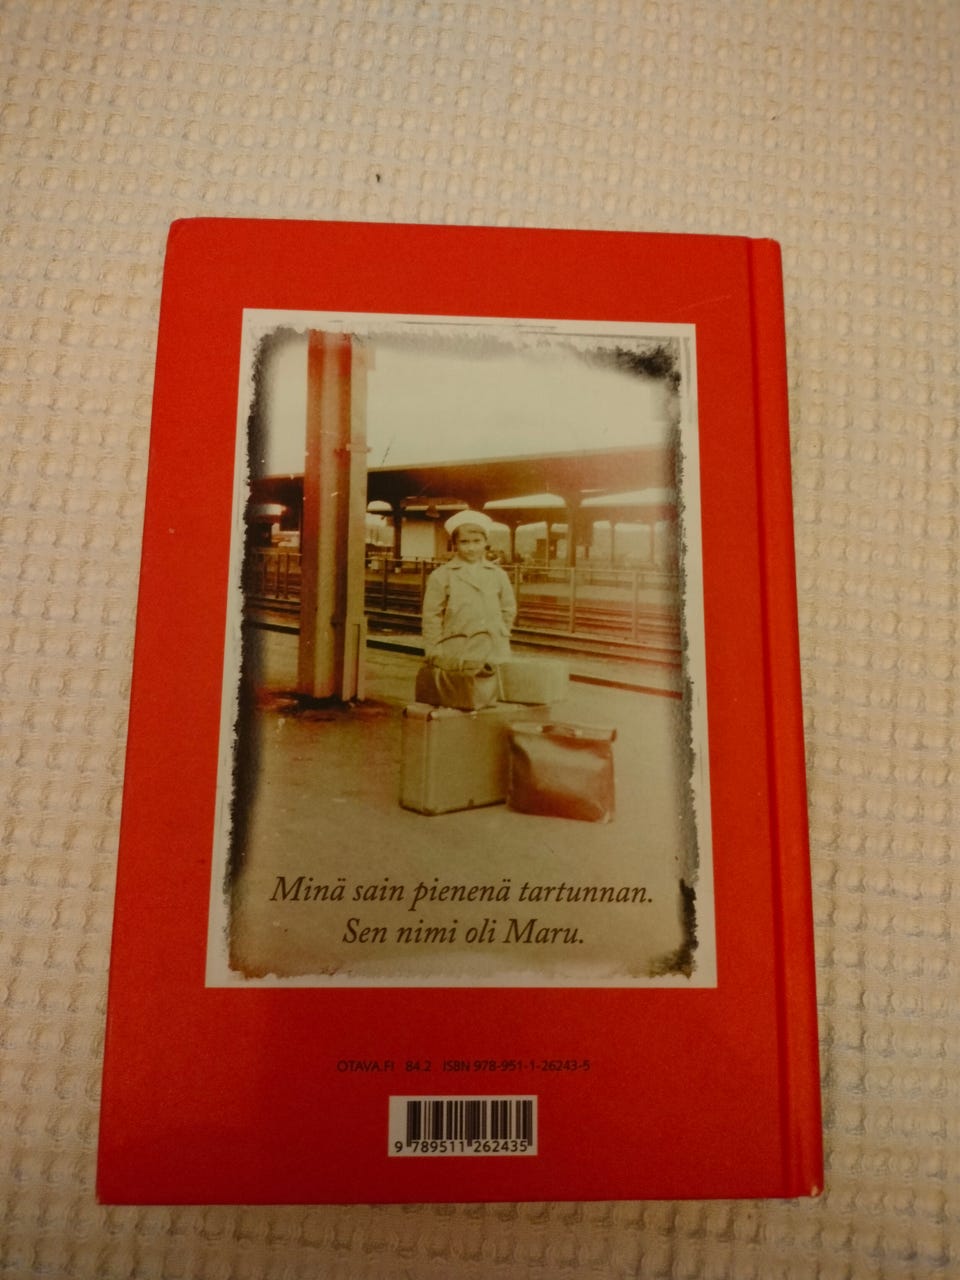 Minä sain pienenä tartunnan.
Sen nimi oli Maru.
OTAVA.FI 84.2 ISBN 978-951-1-26243-5
9 789511 262435